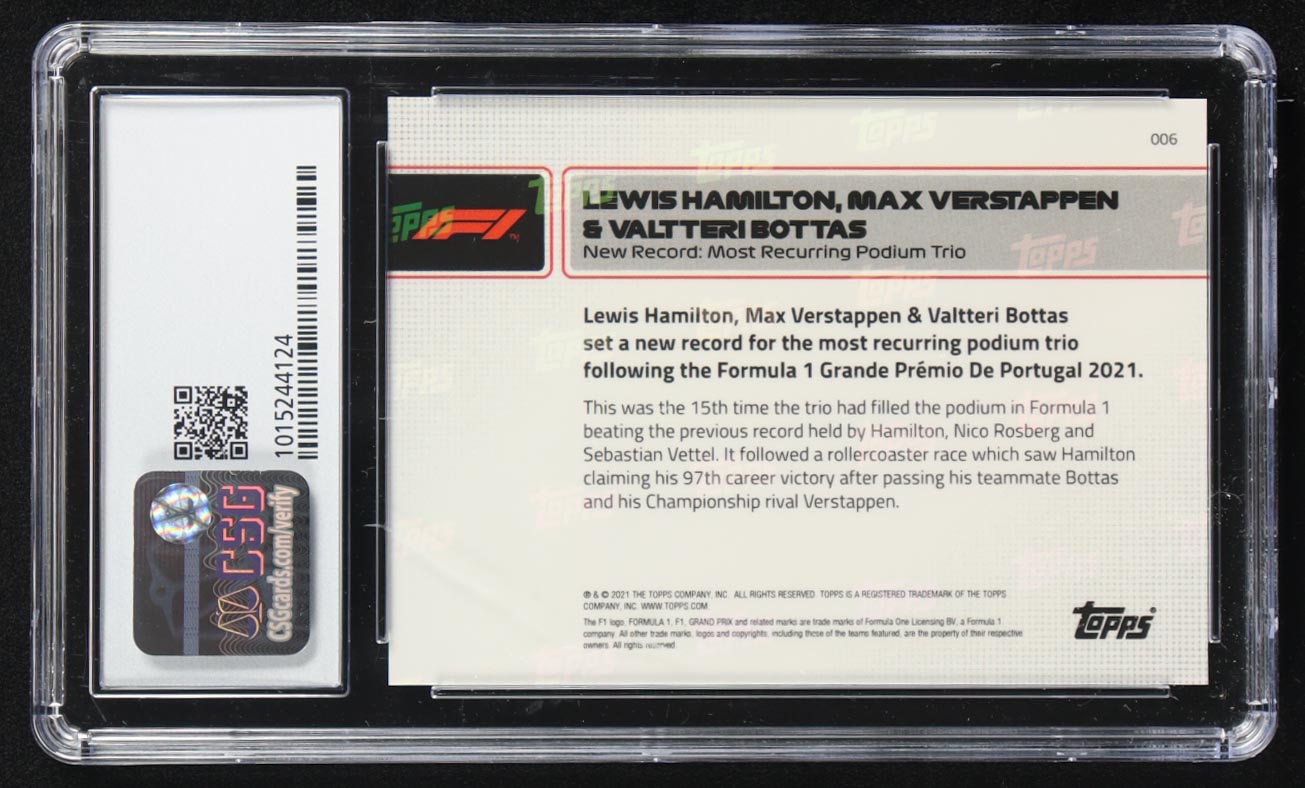 006
LEWIS HAMILTON, MAX VERSTAPPEN
& VALTTERI BOTTAS
New Record: Most Recurring Podium Trio
Lewis Hamilton, Max Verstappen & Valtteri Bottas
set a new record for the most recurring podium trio
following the Formula 1 Grande Prémio De Portugal 2021.
This was the 15th time the trio had filled the podium in Formula 1
beating the previous record held by Hamilton, Nico Rosberg and
Sebastian Vettel. It followed a rollercoaster race which saw Hamilton
claiming his 97th career victory after passing his teammate Bottas
and his Championship rival Verstappen.
® & © 2021 THE TOPPS COMPANY, INC. ALL RIGHTS RESERVED. TOPPS IS A REGISTERED TRADEMARK OF THE TOPPS
COMPANY, INC. WWW.TOPPS.COM
The F1 logo, FORMULA 1, F1, GRAND PRIX and related marks are trade marks of Formula One Licensing BV, a Formula 1
company. All other trade marks, logos and copyrights, including those of the teams featured, are the property of their respective
owners. All rights reserved.
topps®
1015244124
CSG
CSGcards.com/verify